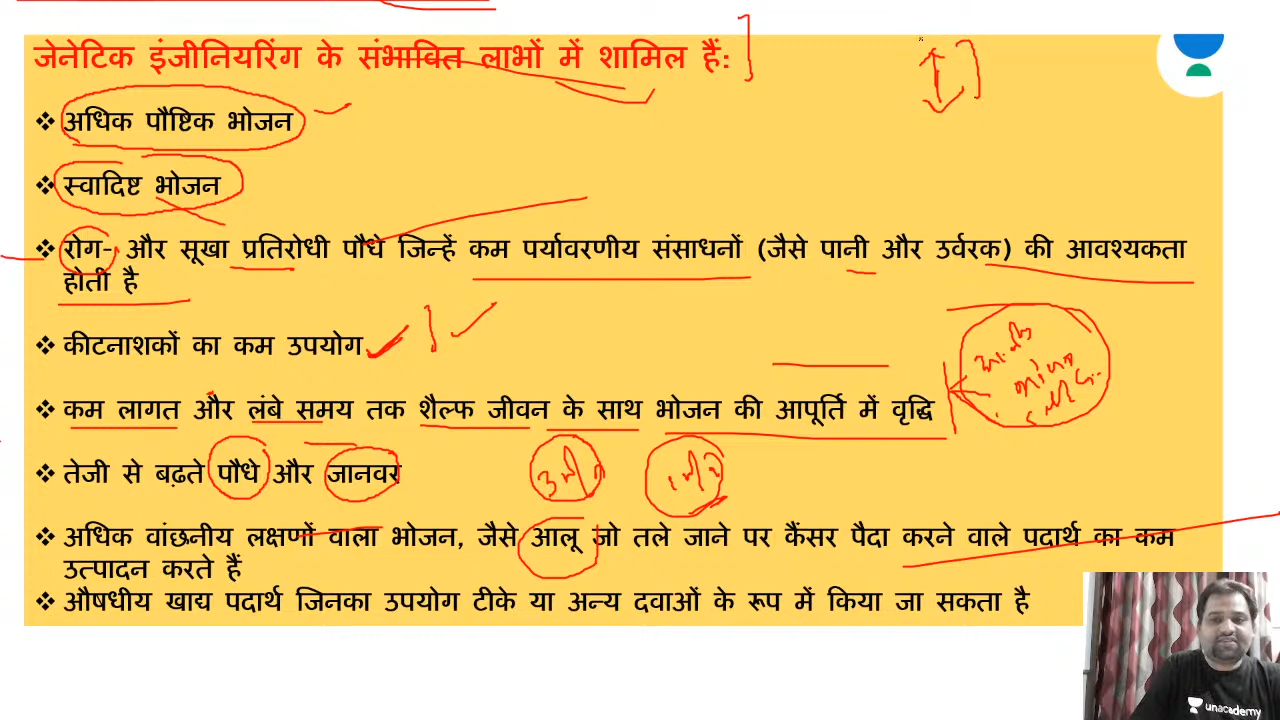 जेनेटिक इंजीनियरिंग के संभावित लाभों में शामिल हैं:
❖ अधिक पौष्टिक भोजन
❖ स्वादिष्ट भोजन
❖ रोग- और सूखा प्रतिरोधी पौधे जिन्हें कम पर्यावरणीय संसाधनों (जैसे पानी और उर्वरक) की आवश्यकता
होती है
❖ कीटनाशकों का कम उपयोग
❖ कम लागत और लंबे समय तक शैल्फ जीवन के साथ भोजन की आपूर्ति में वृद्धि
❖ तेजी से बढ़ते पौधे और जानवर
❖ अधिक वांछनीय लक्षणों वाला भोजन, जैसे आलू जो तले जाने पर कैंसर पैदा करने वाले पदार्थ का कम
उत्पादन करते हैं
❖ औषधीय खाद्य पदार्थ जिनका उपयोग टीके या अन्य दवाओं के रूप में किया जा सकता है
unacademy